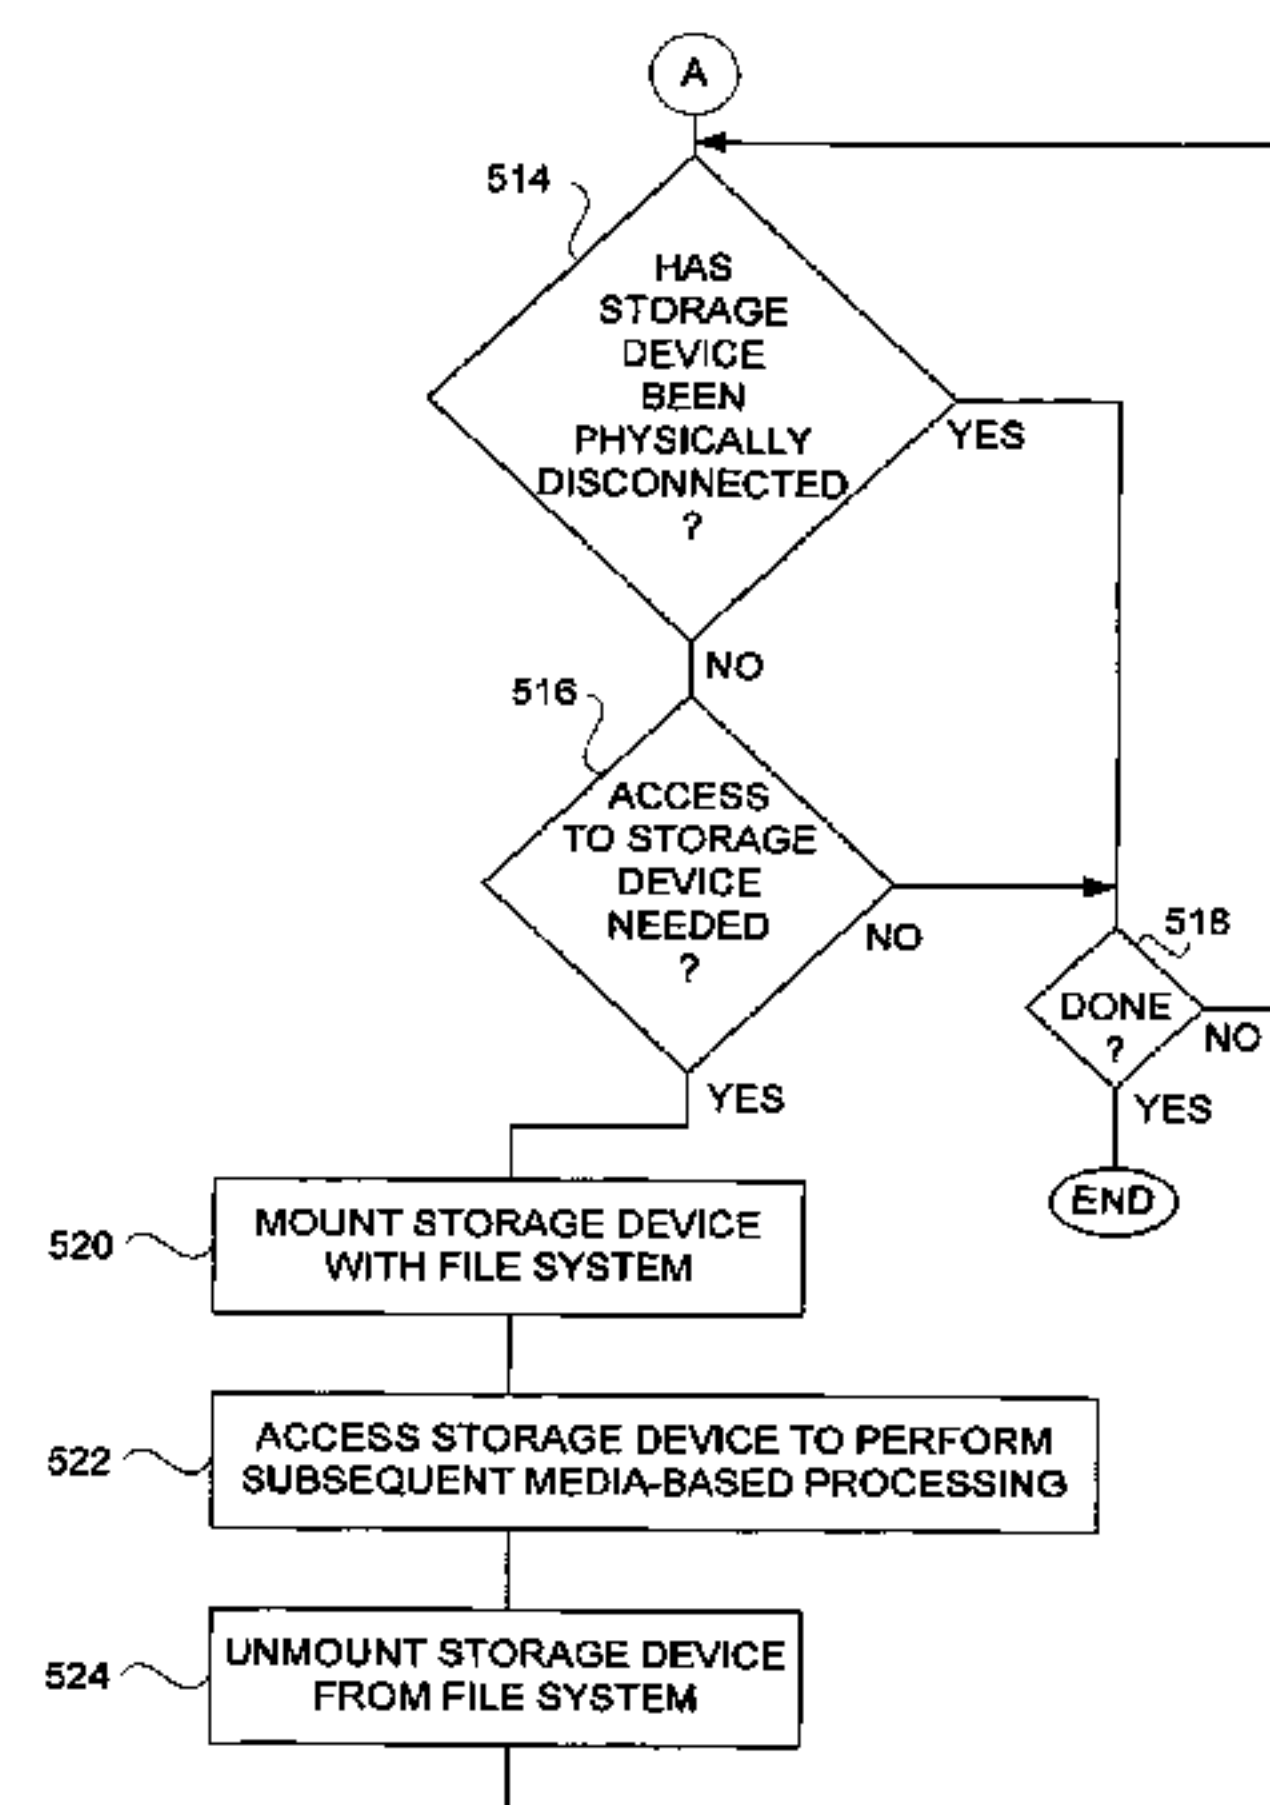 A
514
HAS
STORAGE
DEVICE
BEEN
PHYSICALLY
DISCONNECTED
?
YES
NO
516
ACCESS
TO STORAGE
DEVICE
NEEDED
?
NO
518
DONE
?
NO
YES
YES
END
520
MOUNT STORAGE DEVICE
WITH FILE SYSTEM
522
ACCESS STORAGE DEVICE TO PERFORM
SUBSEQUENT MEDIA-BASED PROCESSING
524
UNMOUNT STORAGE DEVICE
FROM FILE SYSTEM